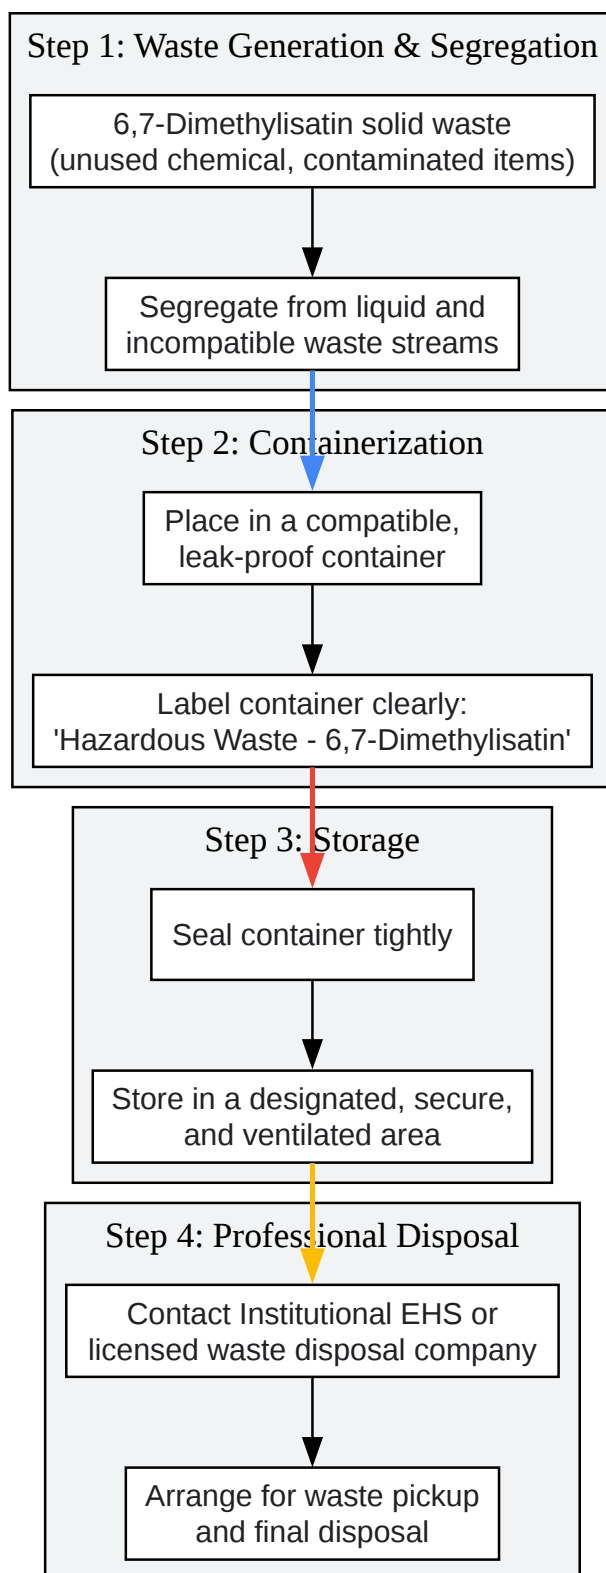 Step 1: Waste Generation & Segregation
6,7-Dimethylisatin solid waste
(unused chemical, contaminated items)
Segregate from liquid and
incompatible waste streams
Step 2: Containerization
Place in a compatible,
leak-proof container
Label container clearly:
'Hazardous Waste - 6,7-Dimethylisatin'
Step 3: Storage
Seal container tightly
Store in a designated, secure,
and ventilated area
Step 4: Professional Disposal
Contact Institutional EHS or
licensed waste disposal company
Arrange for waste pickup
and final disposal